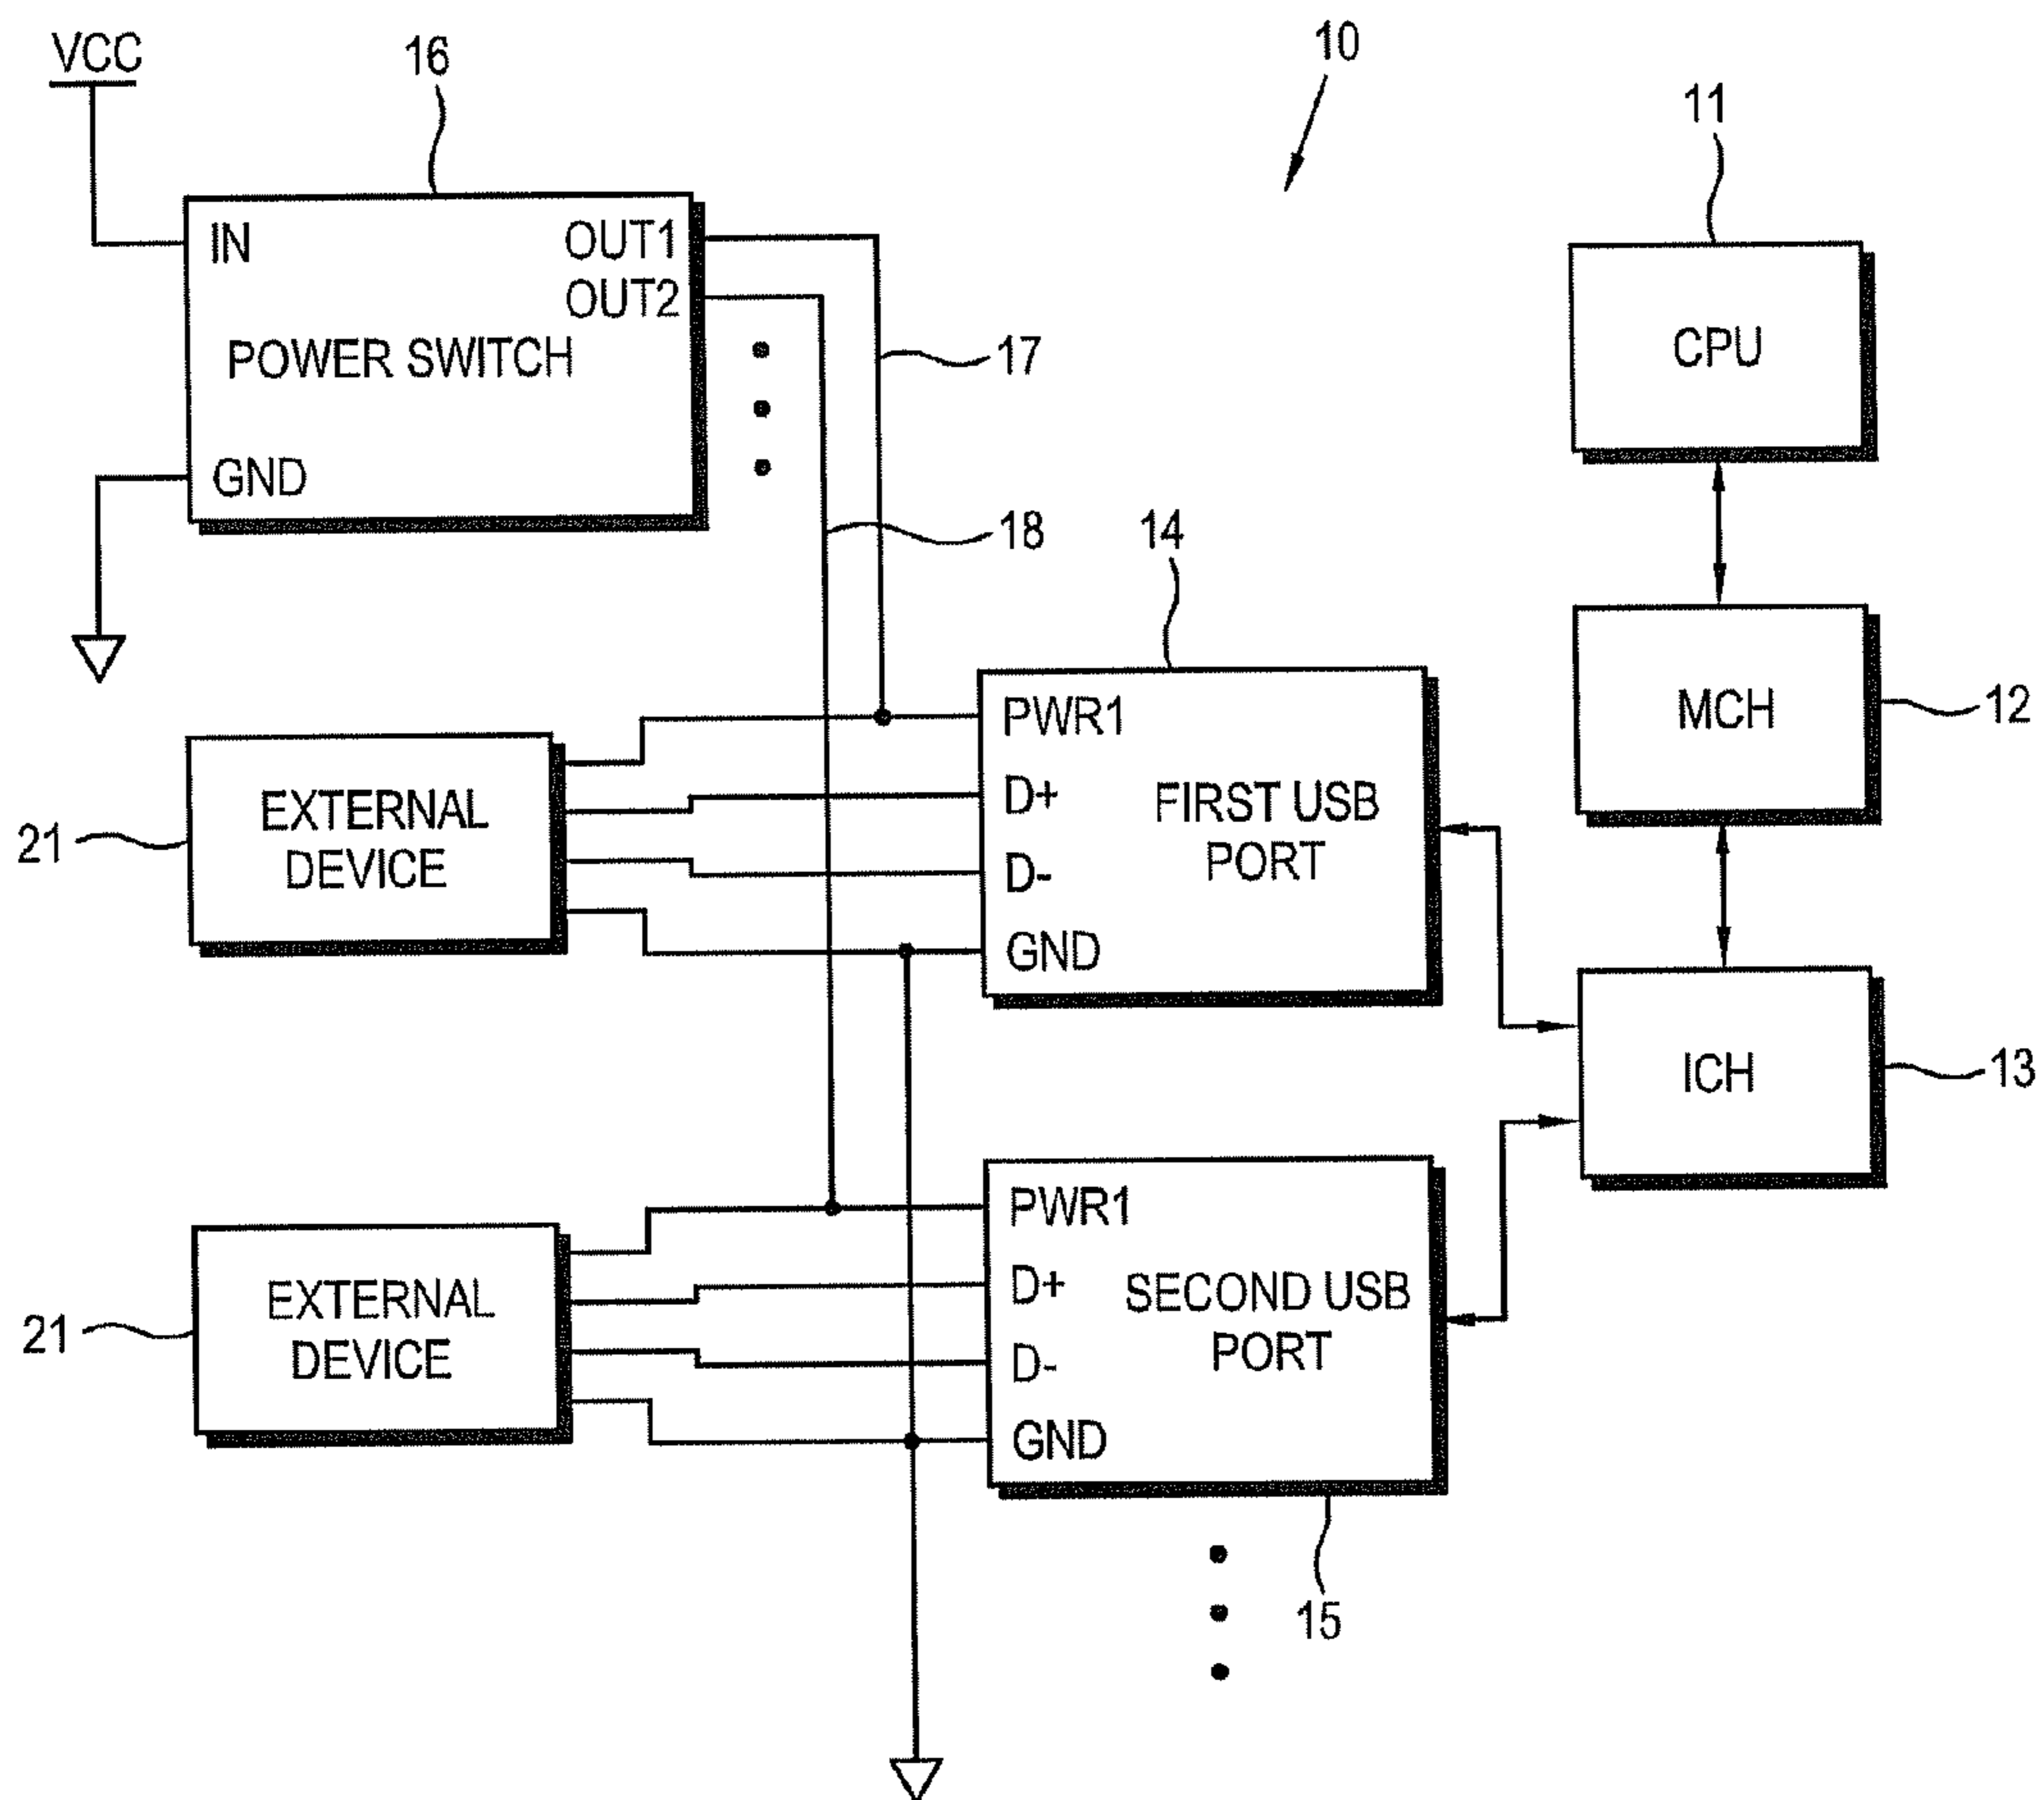 VCC
16
10
11
IN
OUT1
OUT2
POWER SWITCH
GND
17
18
CPU
14
MCH
12
PWR1
D+
D-
GND
FIRST USB
PORT
EXTERNAL
DEVICE
21
ICH
13
PWR1
D+
D-
GND
SECOND USB
PORT
EXTERNAL
DEVICE
21
15